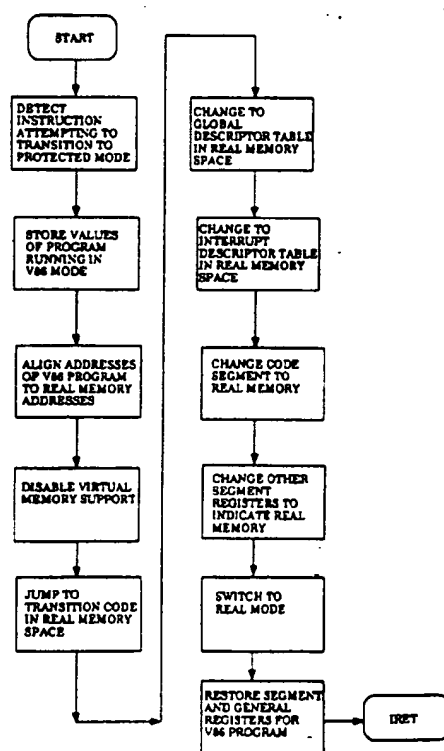 START
DETECT
INSTRUCTION
ATTEMPTING TO
TRANSITION TO
PROTECTED MODE
STORE VALUES
OF PROGRAM
RUNNING IN
V86 MODE
ALIGN ADDRESSES
OF V86 PROGRAM
TO REAL MEMORY
ADDRESSES
DISABLE VIRTUAL
MEMORY SUPPORT
JUMP TO
TRANSITION CODE
IN REAL MEMORY
SPACE
CHANGE TO
GLOBAL
DESCRIPTOR TABLE
IN REAL MEMORY
SPACE
CHANGE TO
INTERRUPT
DESCRIPTOR TABLE
IN REAL MEMORY
SPACE
CHANGE CODE
SEGMENT TO
REAL MEMORY
CHANGE OTHER
SEGMENT
REGISTERS TO
INDICATE REAL
MEMORY
SWITCH TO
REAL MODE
RESTORE SEGMENT
AND GENERAL
REGISTERS FOR
V86 PROGRAM
IRET